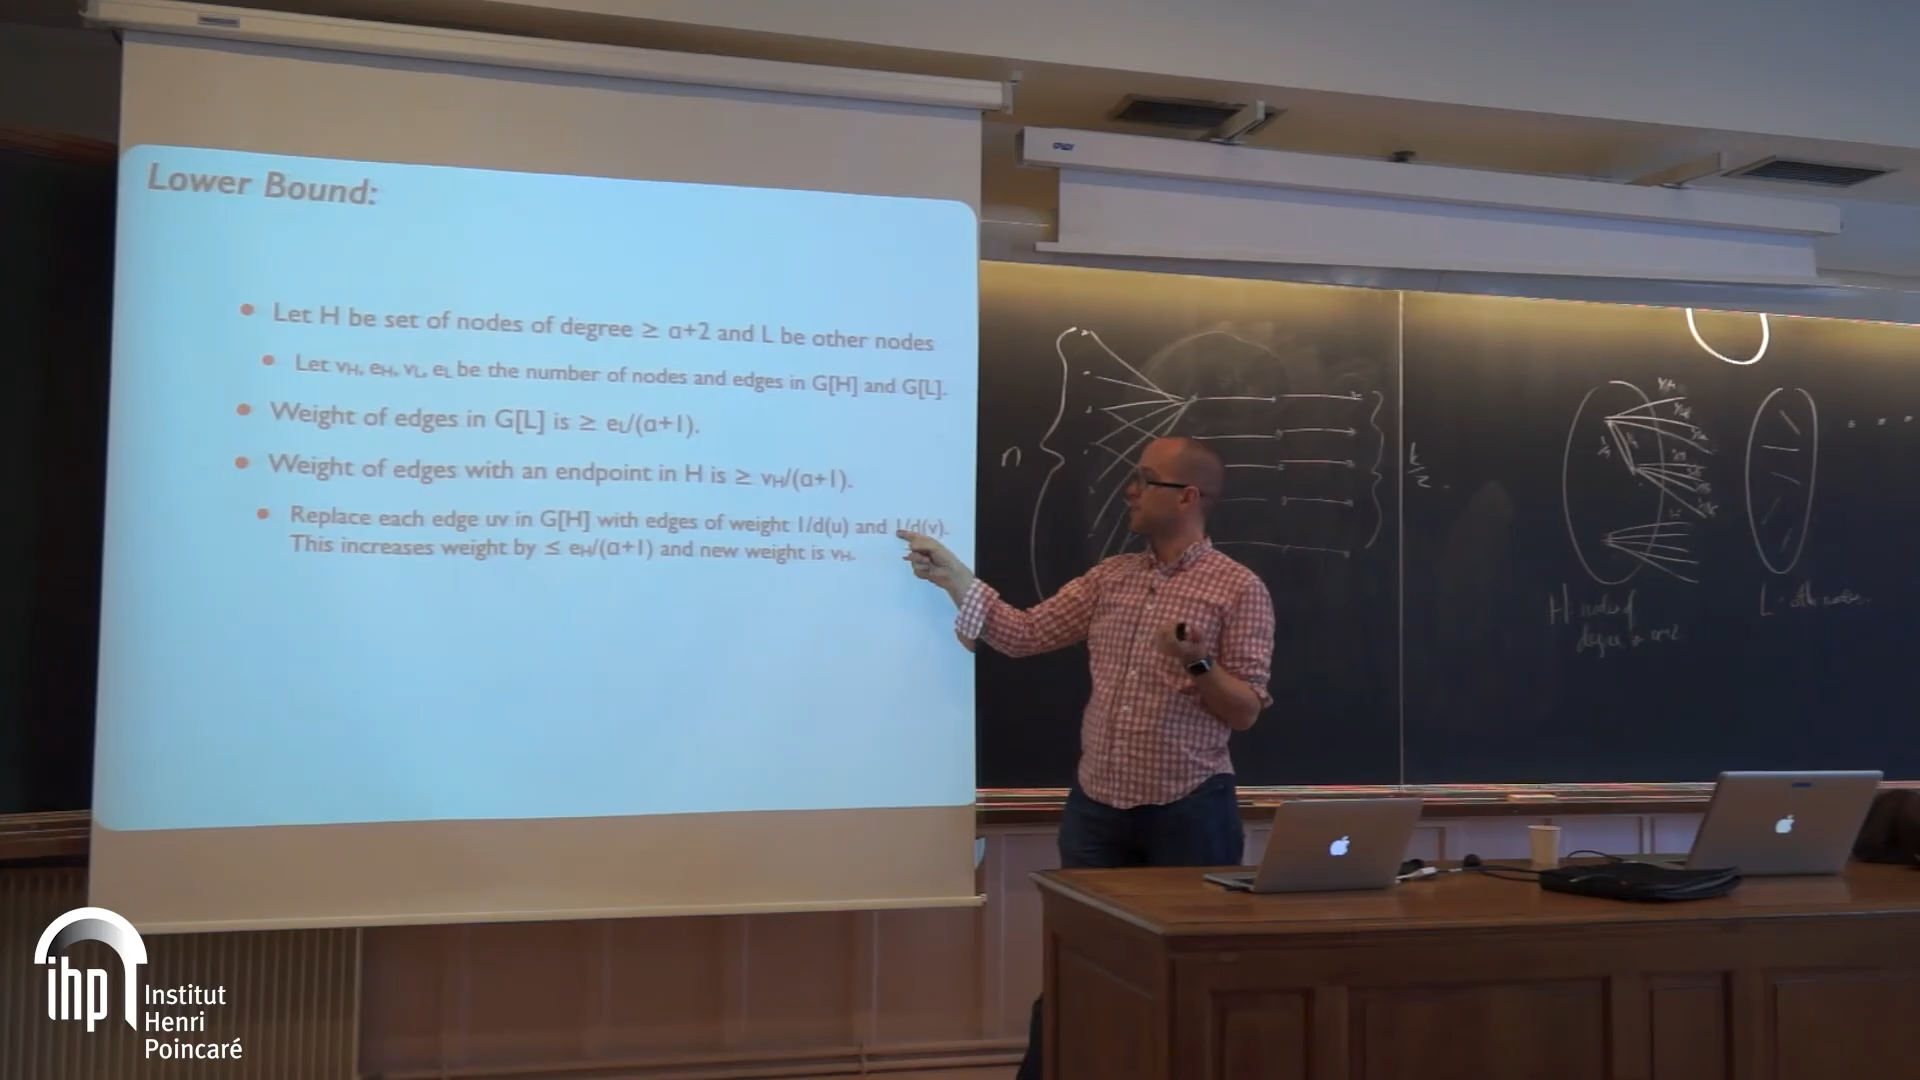 Lower Bound:
Let H be set of nodes of degree ≥ α+2 and L be other nodes
Let vH, eH, vL, eL be the number of nodes and edges in G[H] and G[L].
Weight of edges in G[L] is ≥ eL/(α+1).
Weight of edges with an endpoint in H is ≥ vH/(α+1).
Replace each edge uv in G[H] with edges of weight 1/d(u) and 1/d(v).
This increases weight by ≤ eH/(α+1) and new weight is vH.
n
k/2
H: nodes of
degree ≥ α+2
L: other nodes
ihp
Institut
Henri
Poincaré